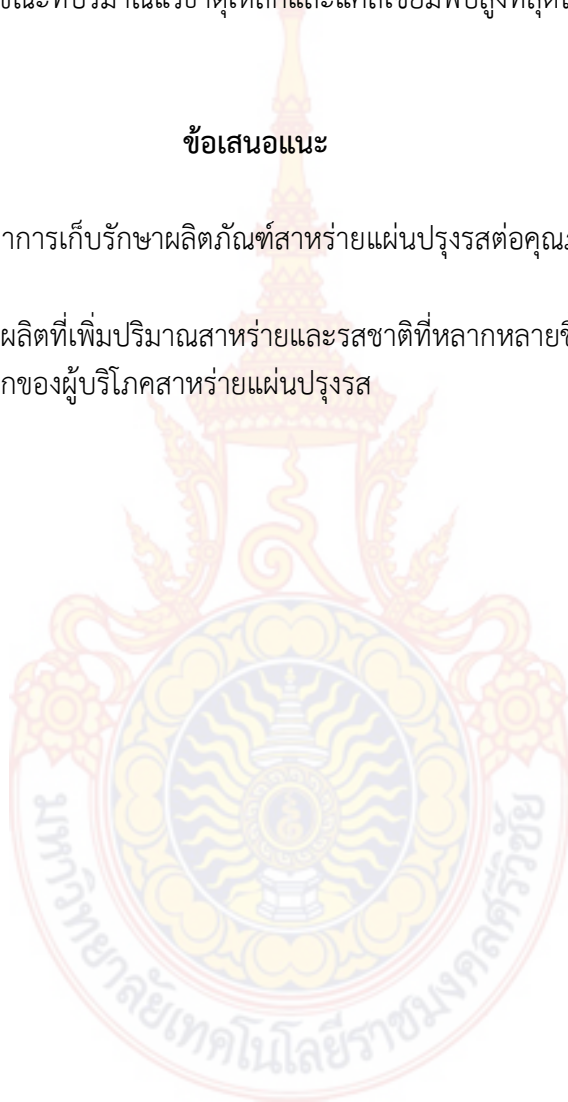 ข้อเสนอแนะ
าการเก็บรักษาผลิตภัณฑ์สาหร่ายแผ่นปรุงรสต่อคุณ
ผลิตที่เพิ่มปริมาณสาหร่ายและรสชาติที่หลากหลาย
กของผู้บริโภคสาหร่ายแผ่นปรุงรส
มหาวิทยาลัยเทคโนโลยีราชมงคลศรีวิชัย